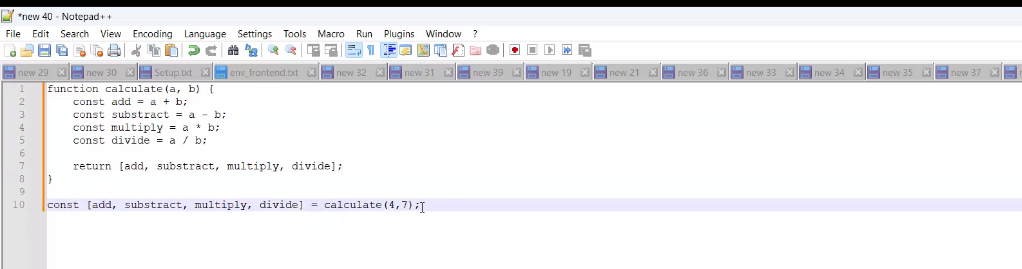 *new 40 - Notepad++
File Edit Search View Encoding Language Settings Tools Macro Run Plugins Window ?
new 29 new 30 Setup.txt env_frontend.txt new 32 new 31 new 39 new 19 new 21 new 36 new 33 new 34 new 35 new 37
1 function calculate(a, b) {
2 const add = a + b;
3 const substract = a - b;
4 const multiply = a * b;
5 const divide = a / b;
6
7 return [add, substract, multiply, divide];
8 }
9
10 const [add, substract, multiply, divide] = calculate(4,7);